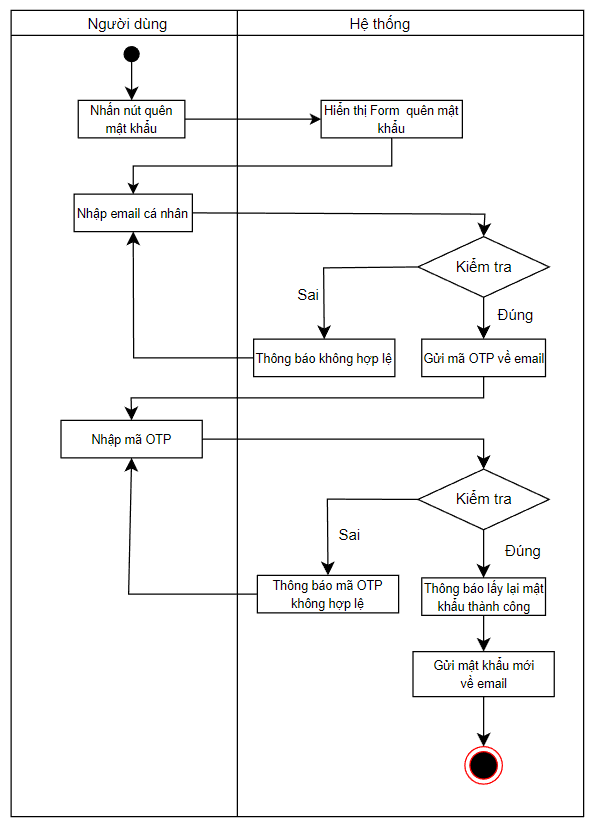 Người dùng
Hệ thống
Nhấn nút quên
mật khẩu
Hiển thị Form quên mật
khẩu
Nhập email cá nhân
Kiểm tra
Sai
Đúng
Thông báo không hợp lệ
Gửi mã OTP về email
Nhập mã OTP
Kiểm tra
Sai
Đúng
Thông báo mã OTP
không hợp lệ
Thông báo lấy lại mật
khẩu thành công
Gửi mật khẩu mới
về email